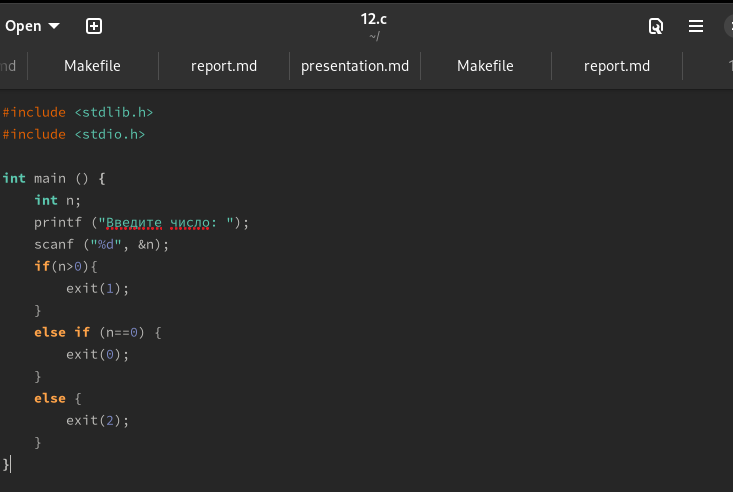 Open
12.c
~/
nd
Makefile
report.md
presentation.md
Makefile
report.md
1
#include <stdlib.h>
#include <stdio.h>
int main () {
    int n;
    printf ("Введите число: ");
    scanf ("%d", &n);
    if(n>0){
        exit(1);
    }
    else if (n==0) {
        exit(0);
    }
    else {
        exit(2);
    }
}